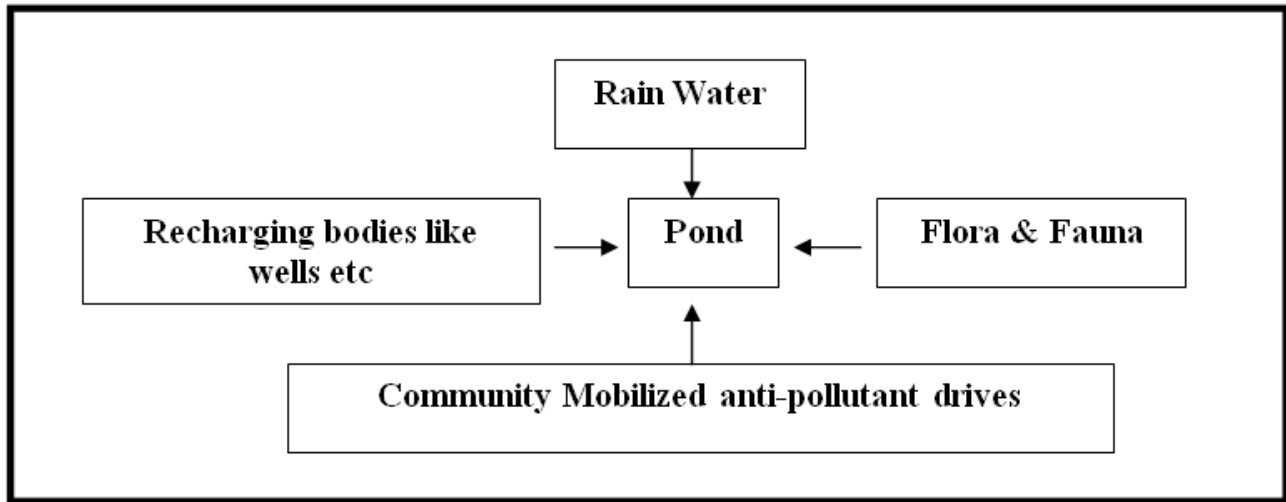 Rain Water
Recharging bodies like
wells etc
Pond
Flora & Fauna
Community Mobilized anti-pollutant drives